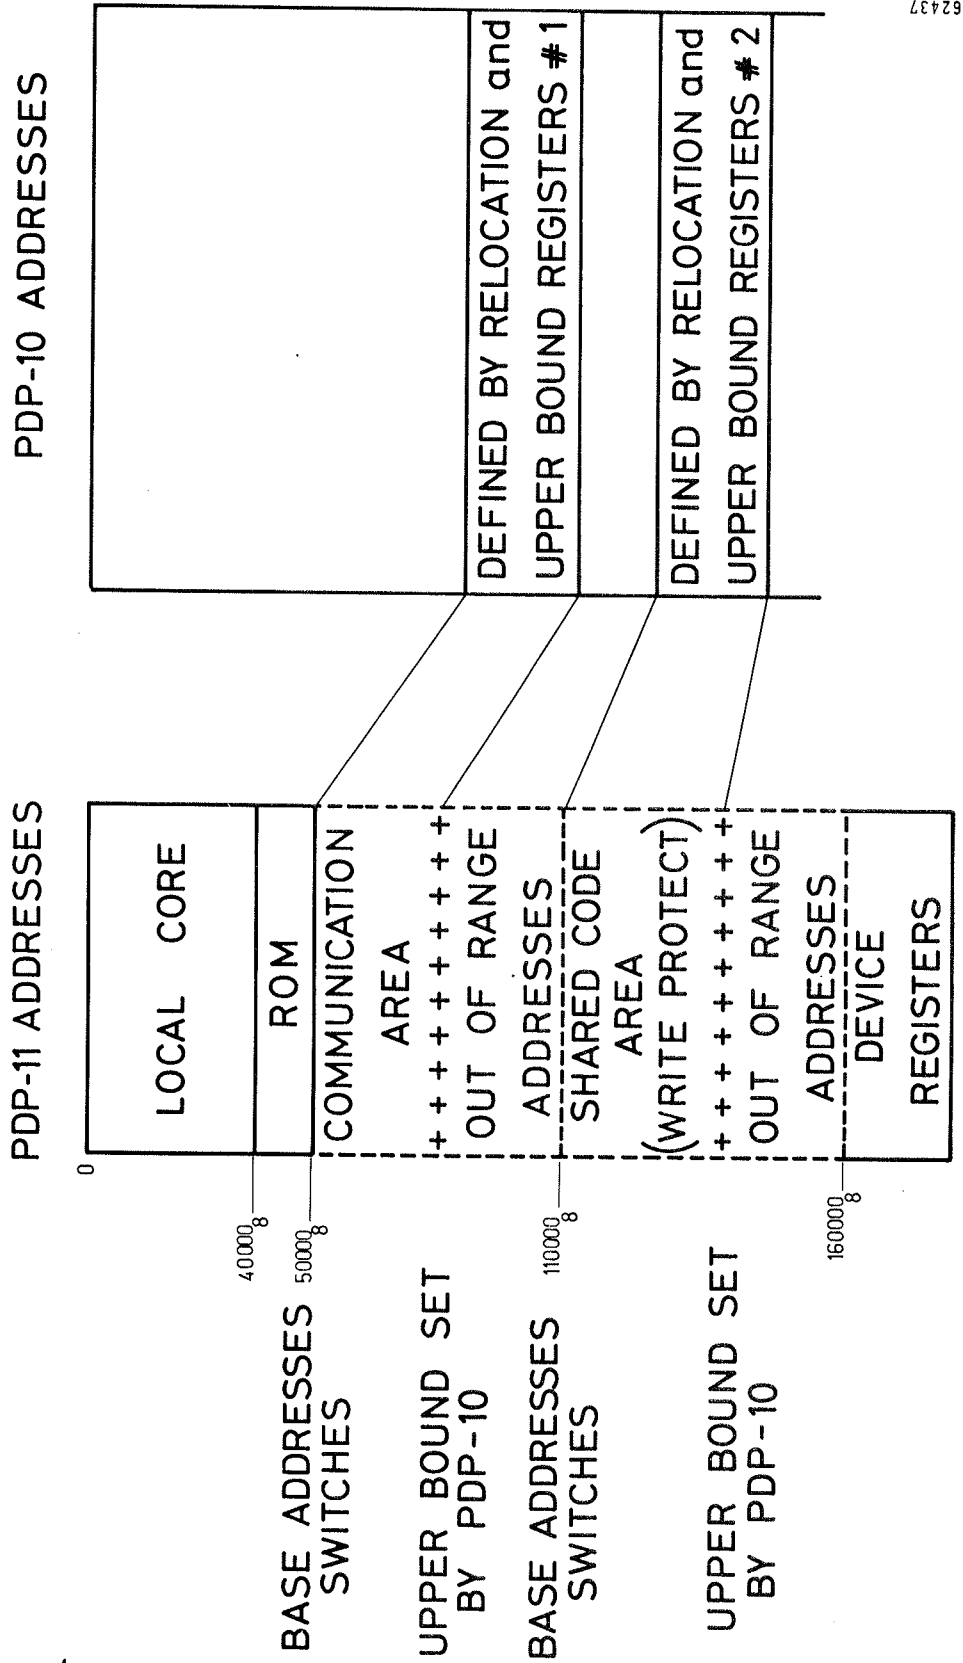 PDP-11 ADDRESSES
PDP-10 ADDRESSES
0
LOCAL CORE
40000₈
ROM
BASE ADDRESSES
SWITCHES
50000₈
COMMUNICATION
AREA
UPPER BOUND SET
BY PDP-10
+ + + + + + + + + + +
OUT OF RANGE
ADDRESSES
BASE ADDRESSES
SWITCHES
110000₈
SHARED CODE
AREA
(WRITE PROTECT)
UPPER BOUND SET
BY PDP-10
+ + + + + + + + + + +
OUT OF RANGE
ADDRESSES
160000₈
DEVICE
REGISTERS
DEFINED BY RELOCATION and
UPPER BOUND REGISTERS #1
DEFINED BY RELOCATION and
UPPER BOUND REGISTERS #2
62437